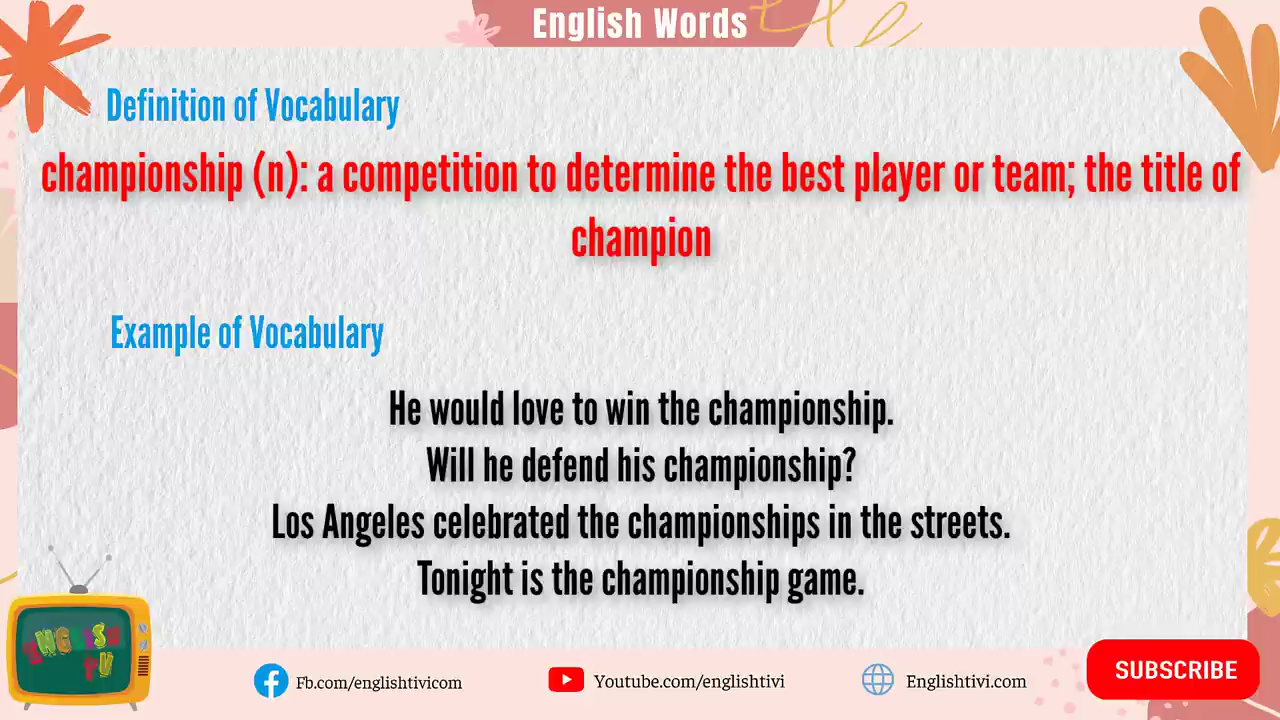 English Words
Definition of Vocabulary
championship (n): a competition to determine the best player or team; the title of
champion
Example of Vocabulary
He would love to win the championship.
Will he defend his championship?
Los Angeles celebrated the championships in the streets.
Tonight is the championship game.
ENGLISH
TV
Fb.com/englishtivicom
Youtube.com/englishtivi
Englishtivi.com
SUBSCRIBE